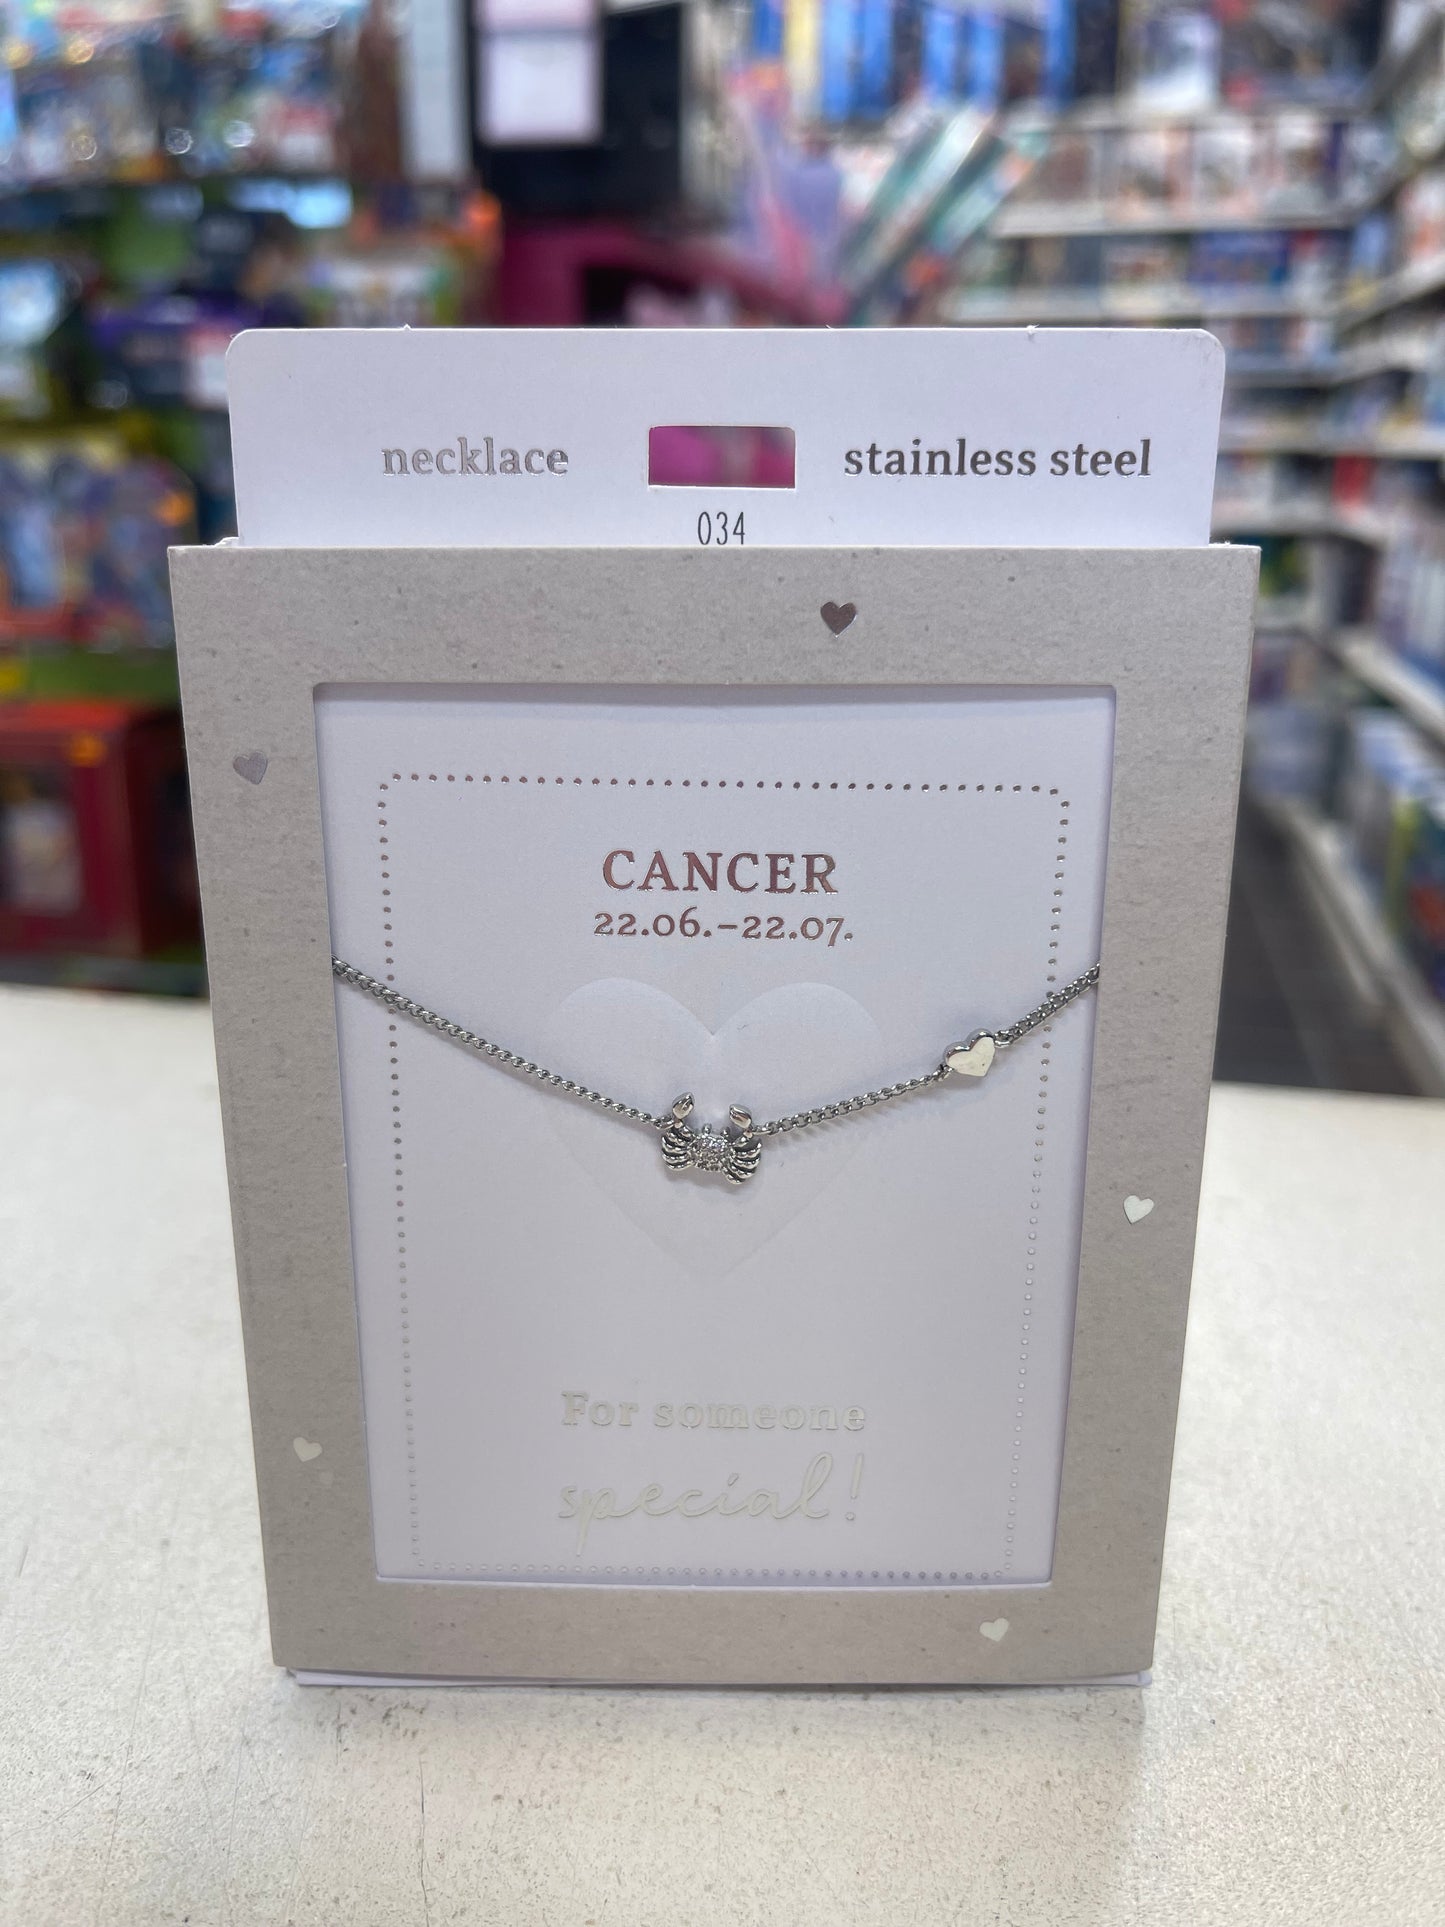 necklace stainless steel
034
CANCER
22.06.–22.07.
For someone
special!